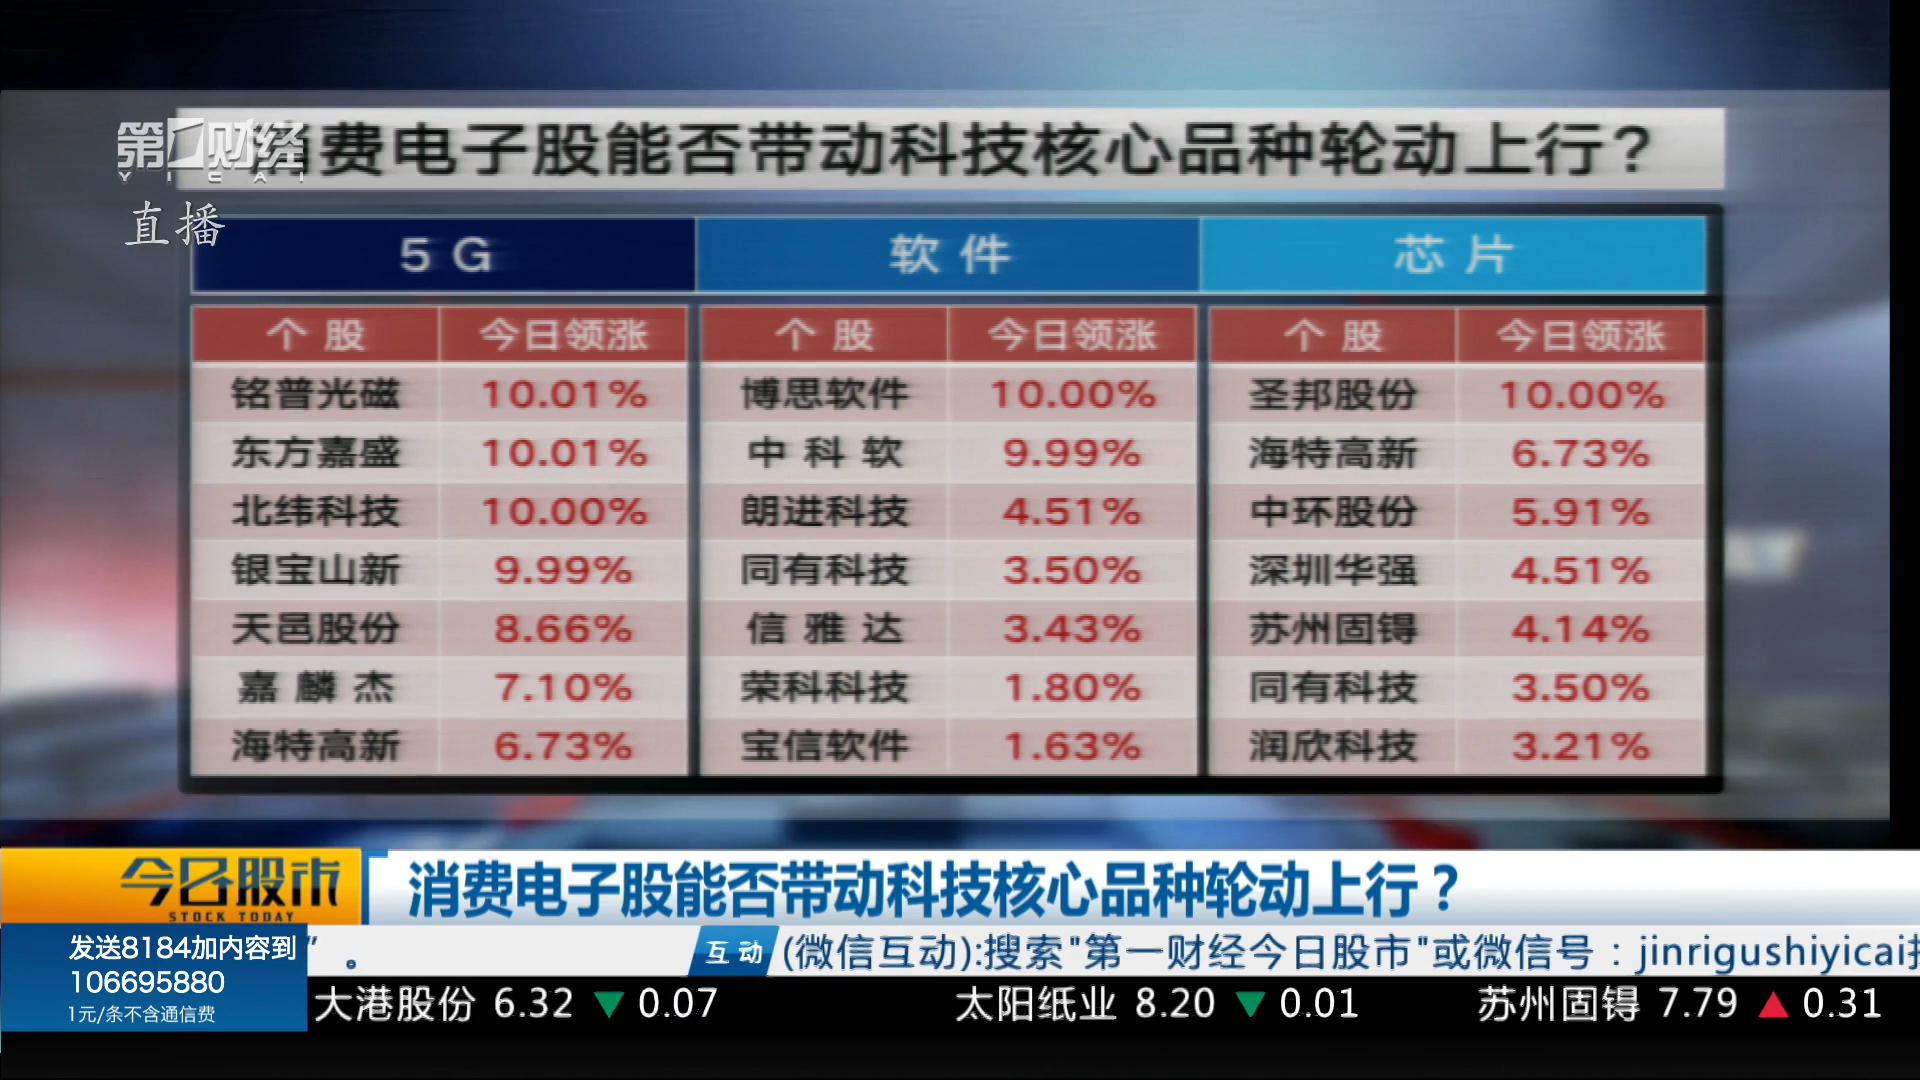 消费电子股能否带动科技核心品种轮动上行？
第一财经
YICAI
直播
5G 软件 芯片
个股 今日领涨 个股 今日领涨 个股 今日领涨
铭普光磁 10.01% 博思软件 10.00% 圣邦股份 10.00%
东方嘉盛 10.01% 中科软 9.99% 海特高新 6.73%
北纬科技 10.00% 朗进科技 4.51% 中环股份 5.91%
银宝山新 9.99% 同有科技 3.50% 深圳华强 4.51%
天邑股份 8.66% 信雅达 3.43% 苏州固锝 4.14%
嘉麟杰 7.10% 荣科科技 1.80% 同有科技 3.50%
海特高新 6.73% 宝信软件 1.63% 润欣科技 3.21%
今日股市 消费电子股能否带动科技核心品种轮动上行？
STOCK TODAY
发送8184加内容到
106695880
1元/条不含通信费
”。 互动 (微信互动):搜索"第一财经今日股市"或微信号：jinrigushiyicai
大港股份 6.32 ▼ 0.07 太阳纸业 8.20 ▼ 0.01 苏州固锝 7.79 ▲ 0.31